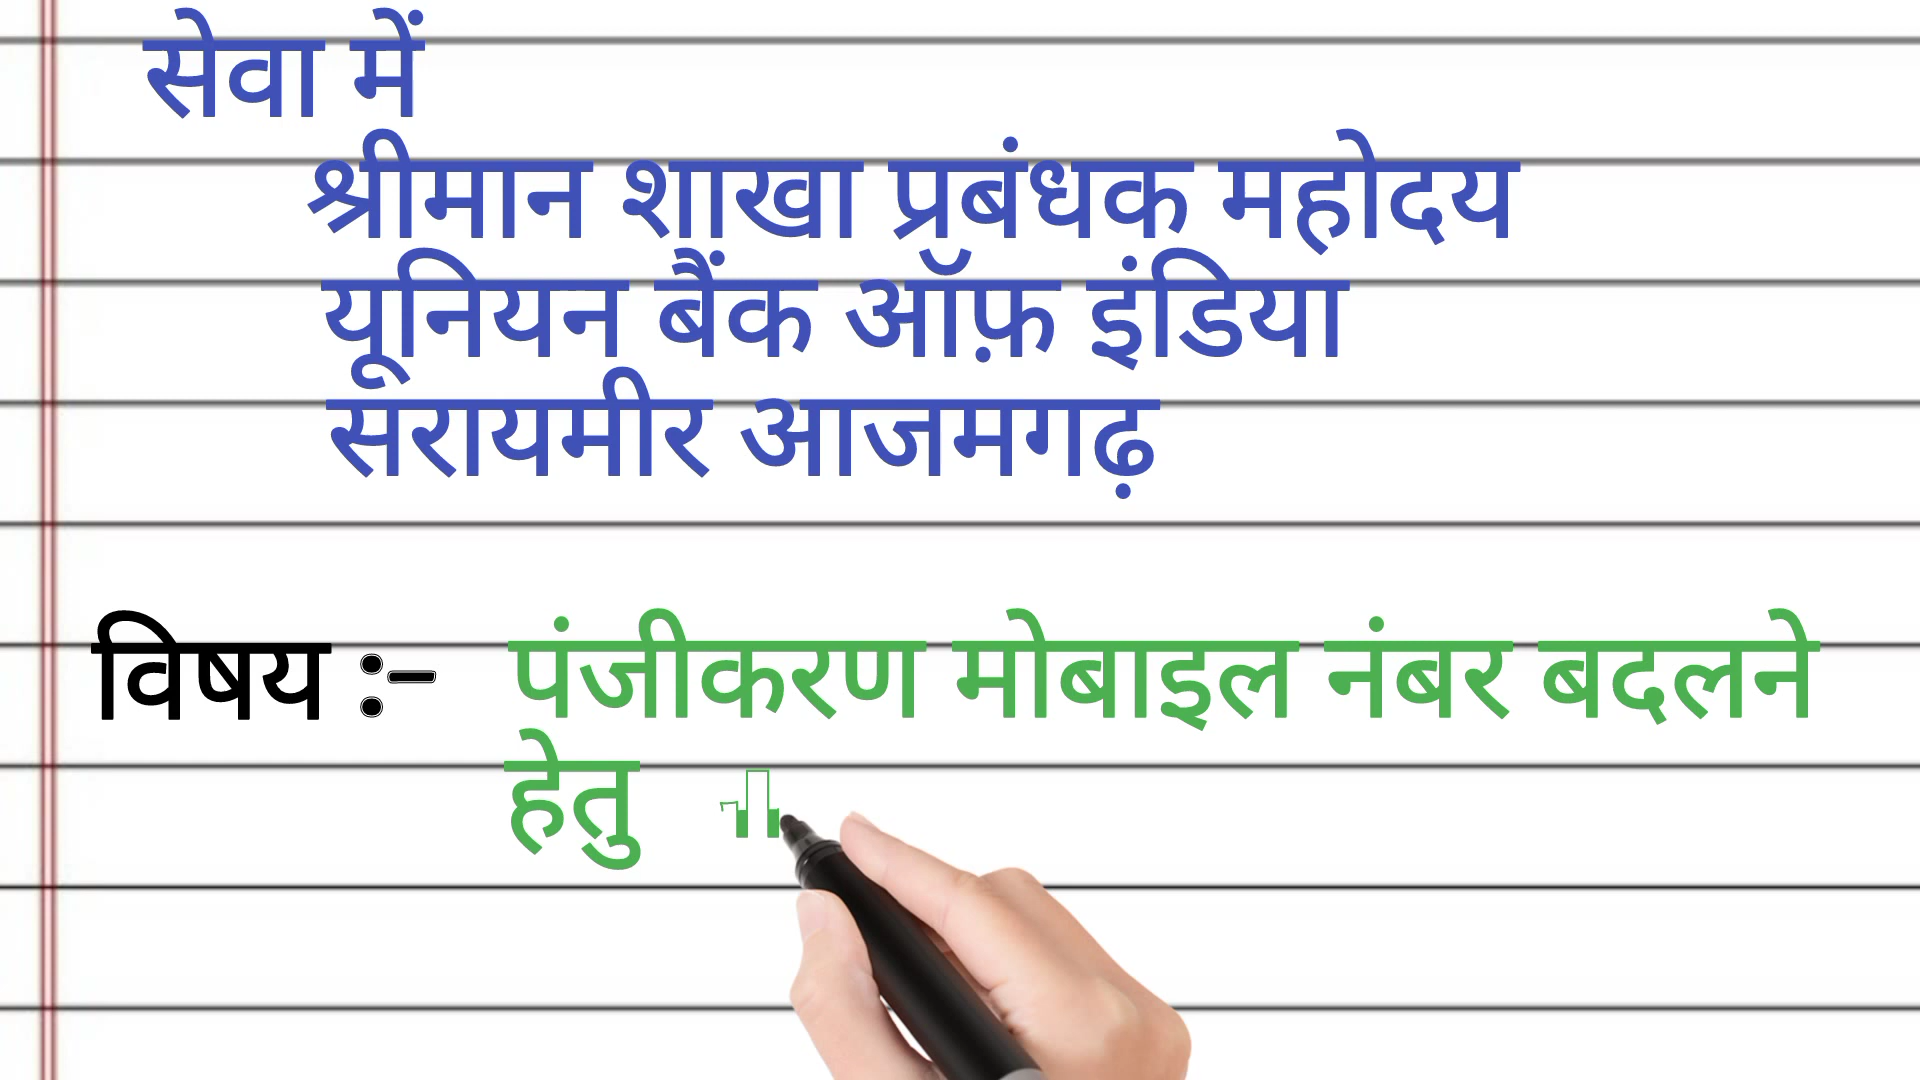 सेवा में
श्रीमान शाखा प्रबंधक महोदय
यूनियन बैंक ऑफ़ इंडिया
सरायमीर आजमगढ़
विषय :- पंजीकरण मोबाइल नंबर बदलने
हेतु